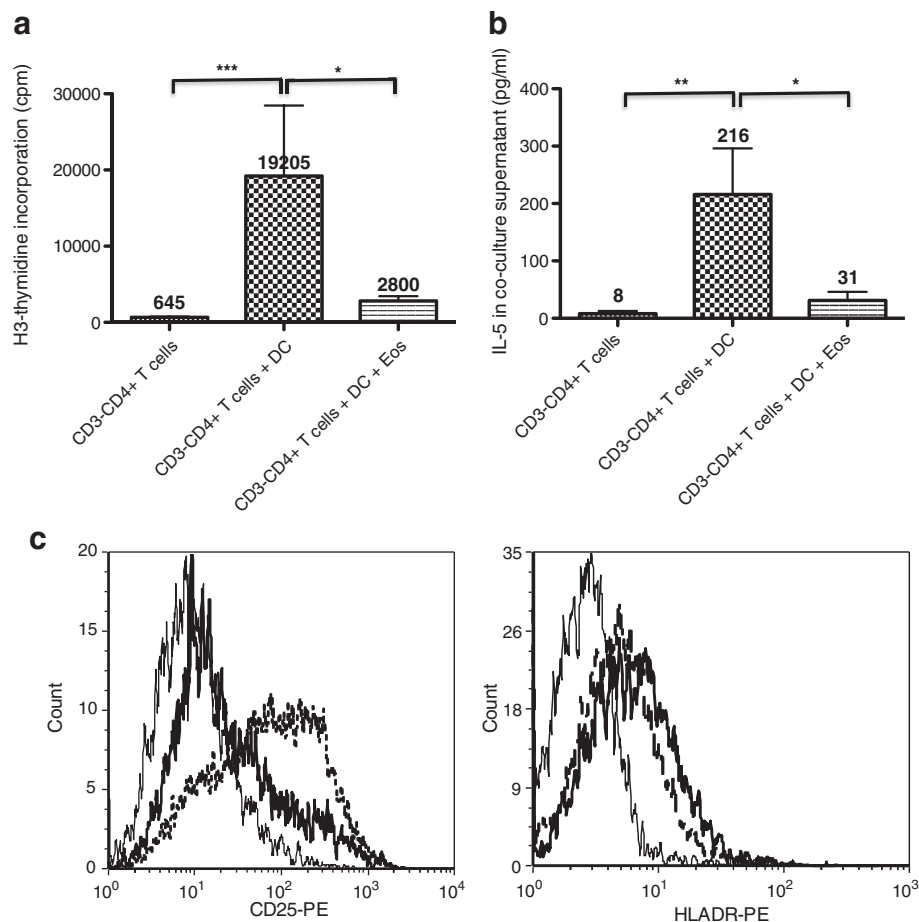 a
H3-thymidine incorporation (cpm)
30000
20000
10000
0
***
*
645
19205
2800
CD3-CD4+ T cells
CD3-CD4+ T cells + DC
CD3-CD4+ T cells + DC + Eos
b
IL-5 in co-culture supernatant (pg/ml)
400
300
200
100
0
**
*
8
216
31
CD3-CD4+ T cells
CD3-CD4+ T cells + DC
CD3-CD4+ T cells + DC + Eos
c
Count
20
15
10
5
0
10⁰
10¹
10²
10³
10⁴
CD25-PE
Count
35
26
18
9
0
10⁰
10¹
10²
10³
HLADR-PE